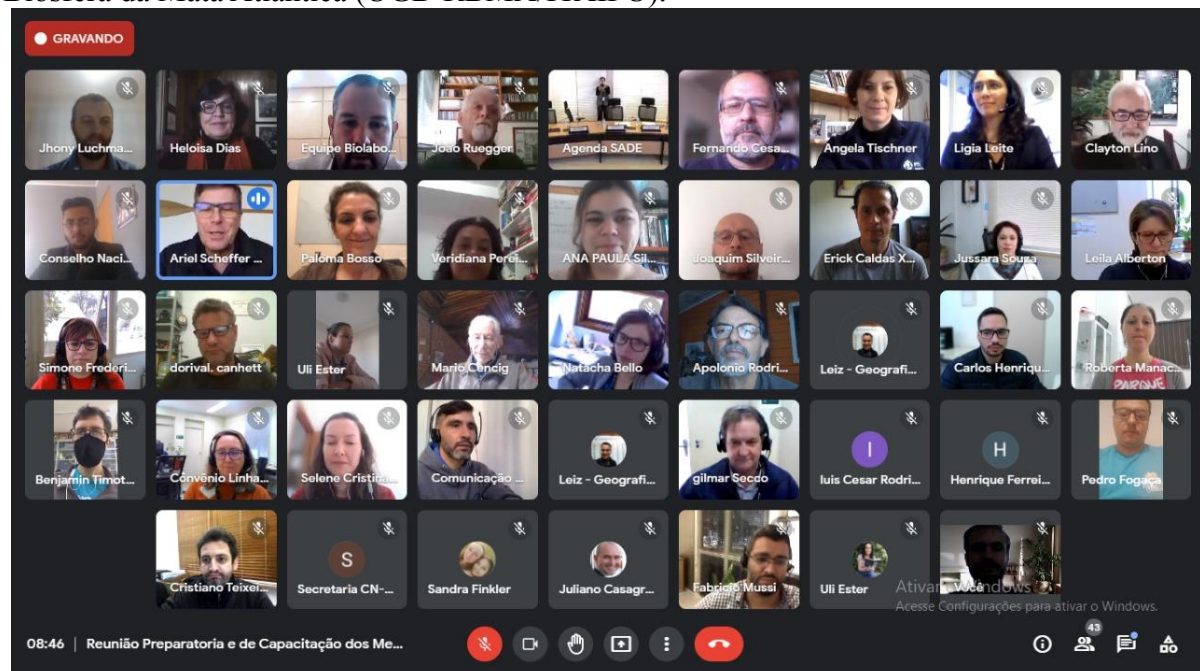 Biosfera da Mata Atlântica
GRAVANDO
Jhony Luchma...
Heloisa Dias
Equipe Biolabo...
João Ruegger
Agenda SADE
Fernando Cesa...
Angela Tischner
Ligia Leite
Clayton Lino
Conselho Naci...
Ariel Scheffer ...
Paloma Bosso
Veridiana Perei...
ANA PAULA Sil...
Joaquim Silveir...
Erick Caldas X...
Jussara Souza
Leila Alberton
Simone Frederi...
dorival. canhett
Uli Ester
Mario Cencig
Natacha Bello
Apolonio Rodri...
Leiz - Geografi...
Carlos Henriqu...
Roberta Manac...
PARQUE
Benjamin Timot...
Convênio Linha...
Selene Cristina...
Comunicação ...
Leiz - Geografi...
gilmar Secco
I
luis Cesar Rodri...
H
Henrique Ferrei...
Pedro Fogaça
Cristiano Teixei...
S
Secretaria CN-...
Sandra Finkler
Juliano Casagr...
Fabricio Mussi
Uli Ester
Ativar Windows
Acesse Configurações para ativar o Windows.
08:46 | Reunião Preparatoria e de Capacitação dos Me...
43